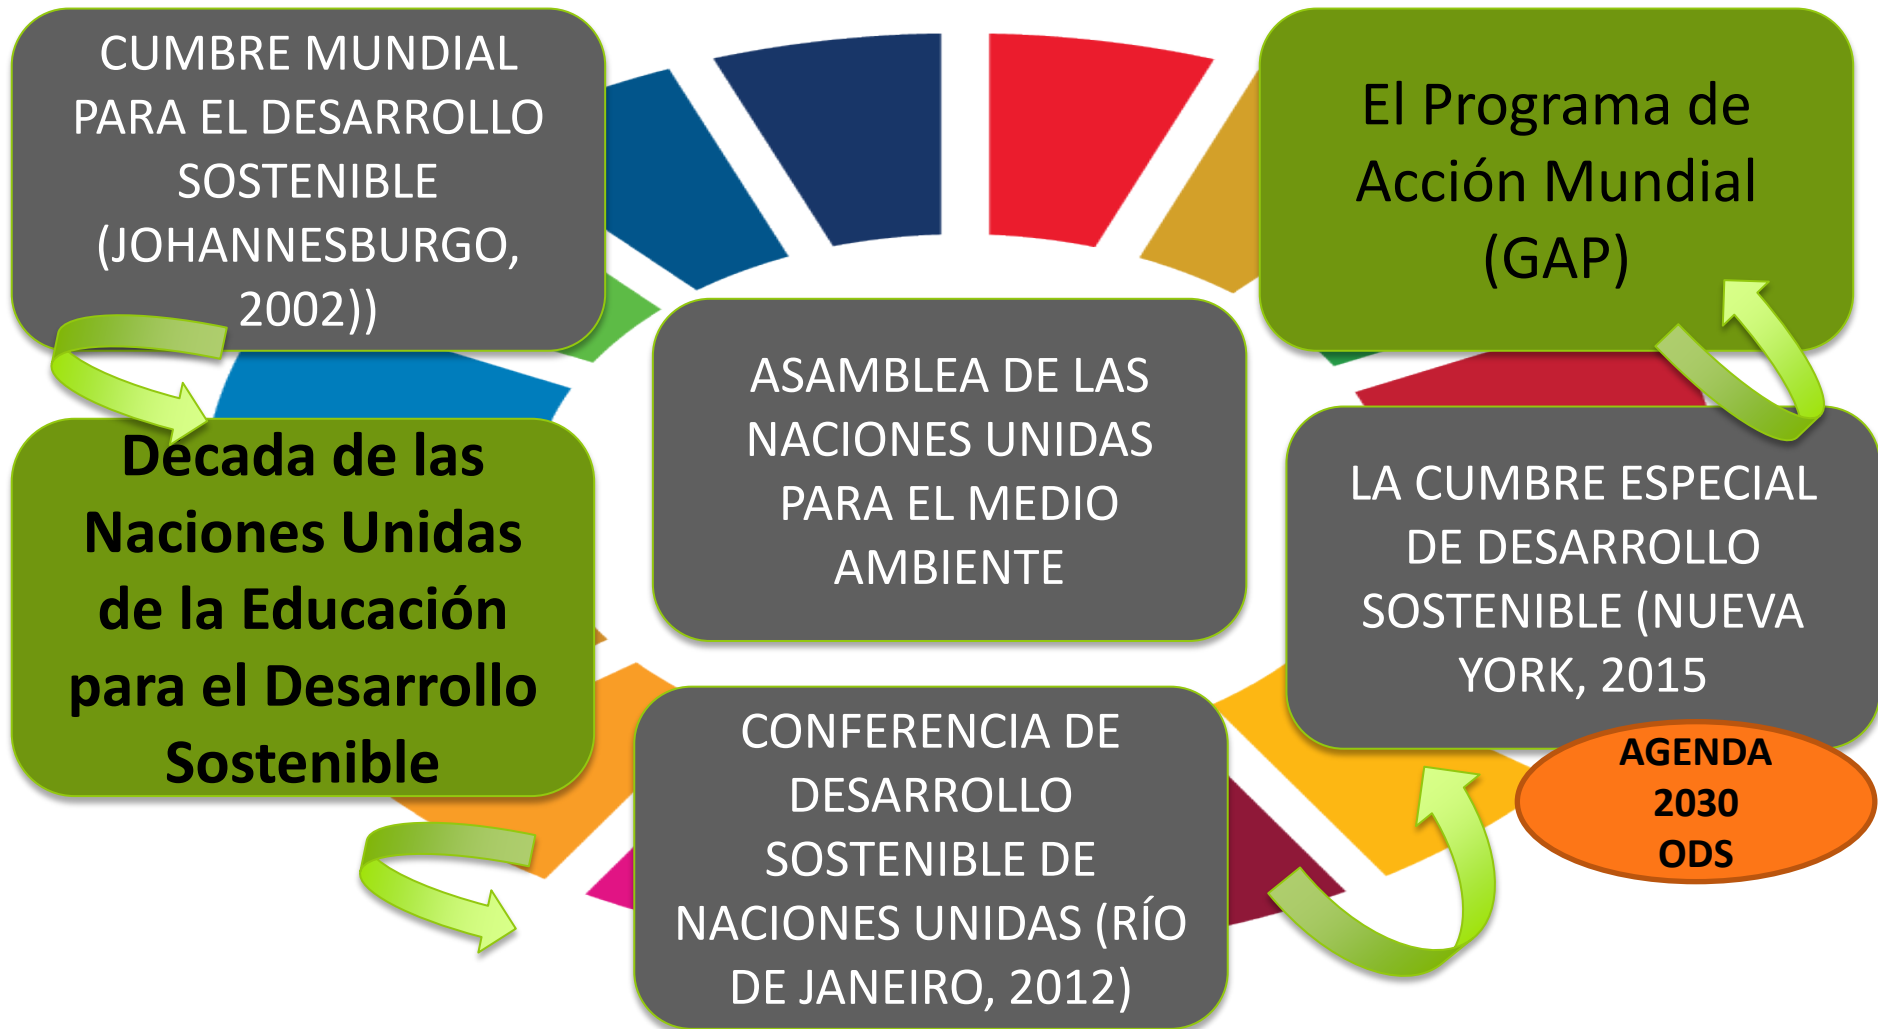 CUMBRE MUNDIAL
PARA EL DESARROLLO
SOSTENIBLE
(JOHANNESBURGO,
2002))
Década de las
Naciones Unidas
de la Educación
para el Desarrollo
Sostenible
ASAMBLEA DE LAS
NACIONES UNIDAS
PARA EL MEDIO
AMBIENTE
CONFERENCIA DE
DESARROLLO
SOSTENIBLE DE
NACIONES UNIDAS (RÍO
DE JANEIRO, 2012)
El Programa de
Acción Mundial
(GAP)
LA CUMBRE ESPECIAL
DE DESARROLLO
SOSTENIBLE (NUEVA
YORK, 2015
AGENDA
2030
ODS